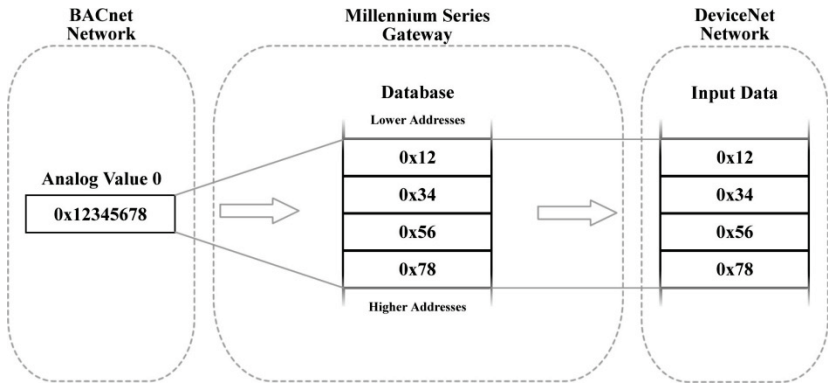 BACnet
Network
Millennium Series
Gateway
DeviceNet
Network
Database
Input Data
Lower Addresses
Analog Value 0
0x12345678
0x12
0x34
0x56
0x78
0x12
0x34
0x56
0x78
Higher Addresses